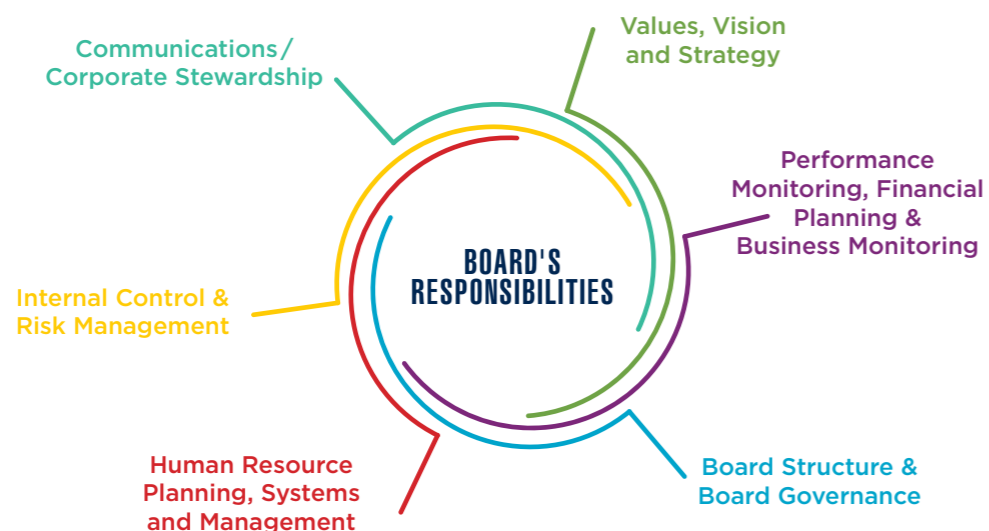 Communications/
Corporate Stewardship
Values, Vision
and Strategy
Performance
Monitoring, Financial
Planning &
Business Monitoring
BOARD'S
RESPONSIBILITIES
Internal Control &
Risk Management
Human Resource
Planning, Systems
and Management
Board Structure &
Board Governance